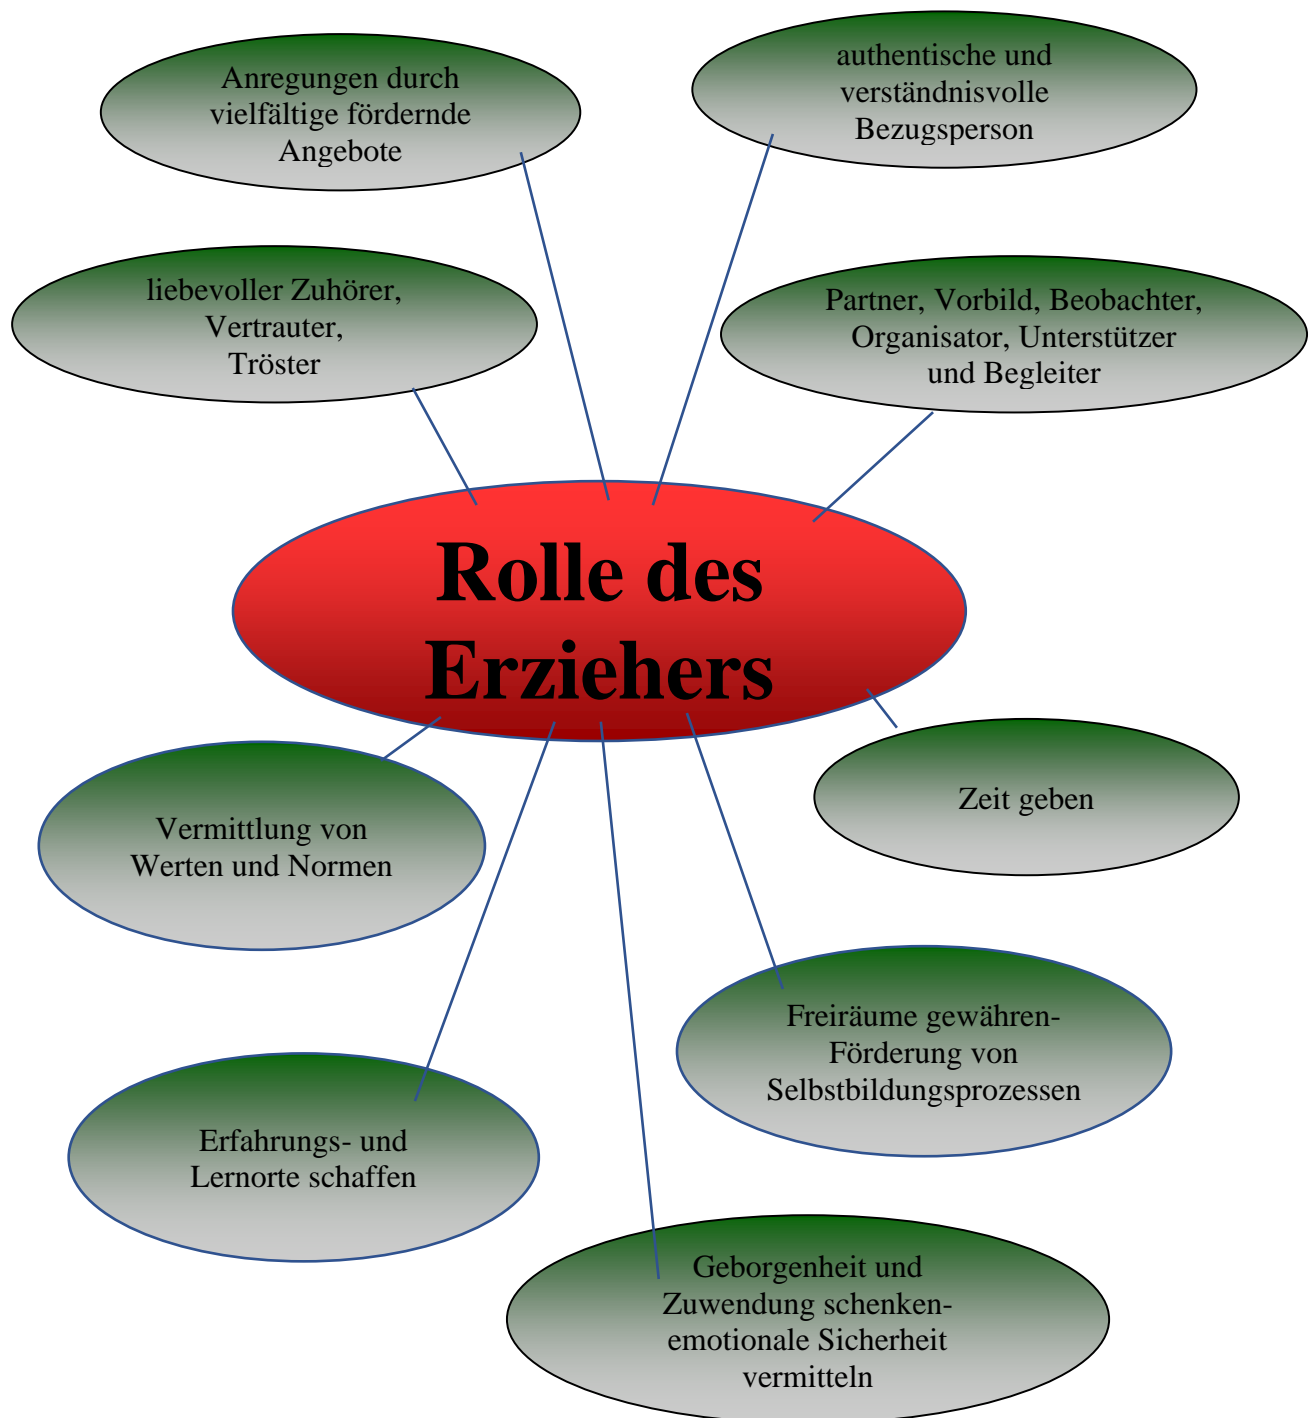 Anregungen durch
vielfältige fördernde
Angebote
authentische und
verständnisvolle
Bezugsperson
liebevoller Zuhörer,
Vertrauter,
Tröster
Partner, Vorbild, Beobachter,
Organisator, Unterstützer
und Begleiter
Rolle des
Erziehers
Zeit geben
Vermittlung von
Werten und Normen
Freiräume gewähren-
Förderung von
Selbstbildungsprozessen
Erfahrungs- und
Lernorte schaffen
Geborgenheit und
Zuwendung schenken-
emotionale Sicherheit
vermitteln